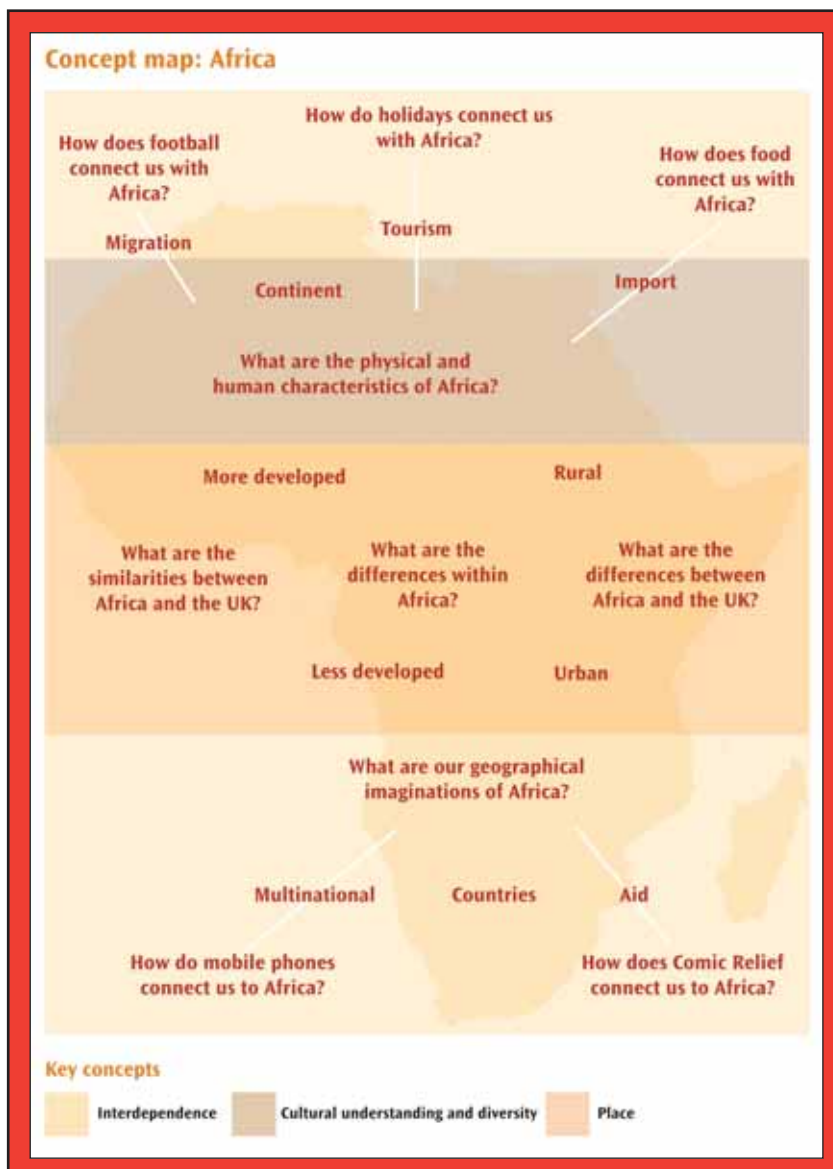 Concept map: Africa
How do holidays connect us
with Africa?
How does football
connect us with
Africa?
How does food
connect us with
Africa?
Migration
Tourism
Continent
Import
What are the physical and
human characteristics of Africa?
More developed
Rural
What are the
similarities between
Africa and the UK?
What are the
differences within
Africa?
What are the
differences between
Africa and the UK?
Less developed
Urban
What are our geographical
imaginations of Africa?
Multinational
Countries
Aid
How do mobile phones
connect us to Africa?
How does Comic Relief
connect us to Africa?
Key concepts
Interdependence
Cultural understanding and diversity
Place